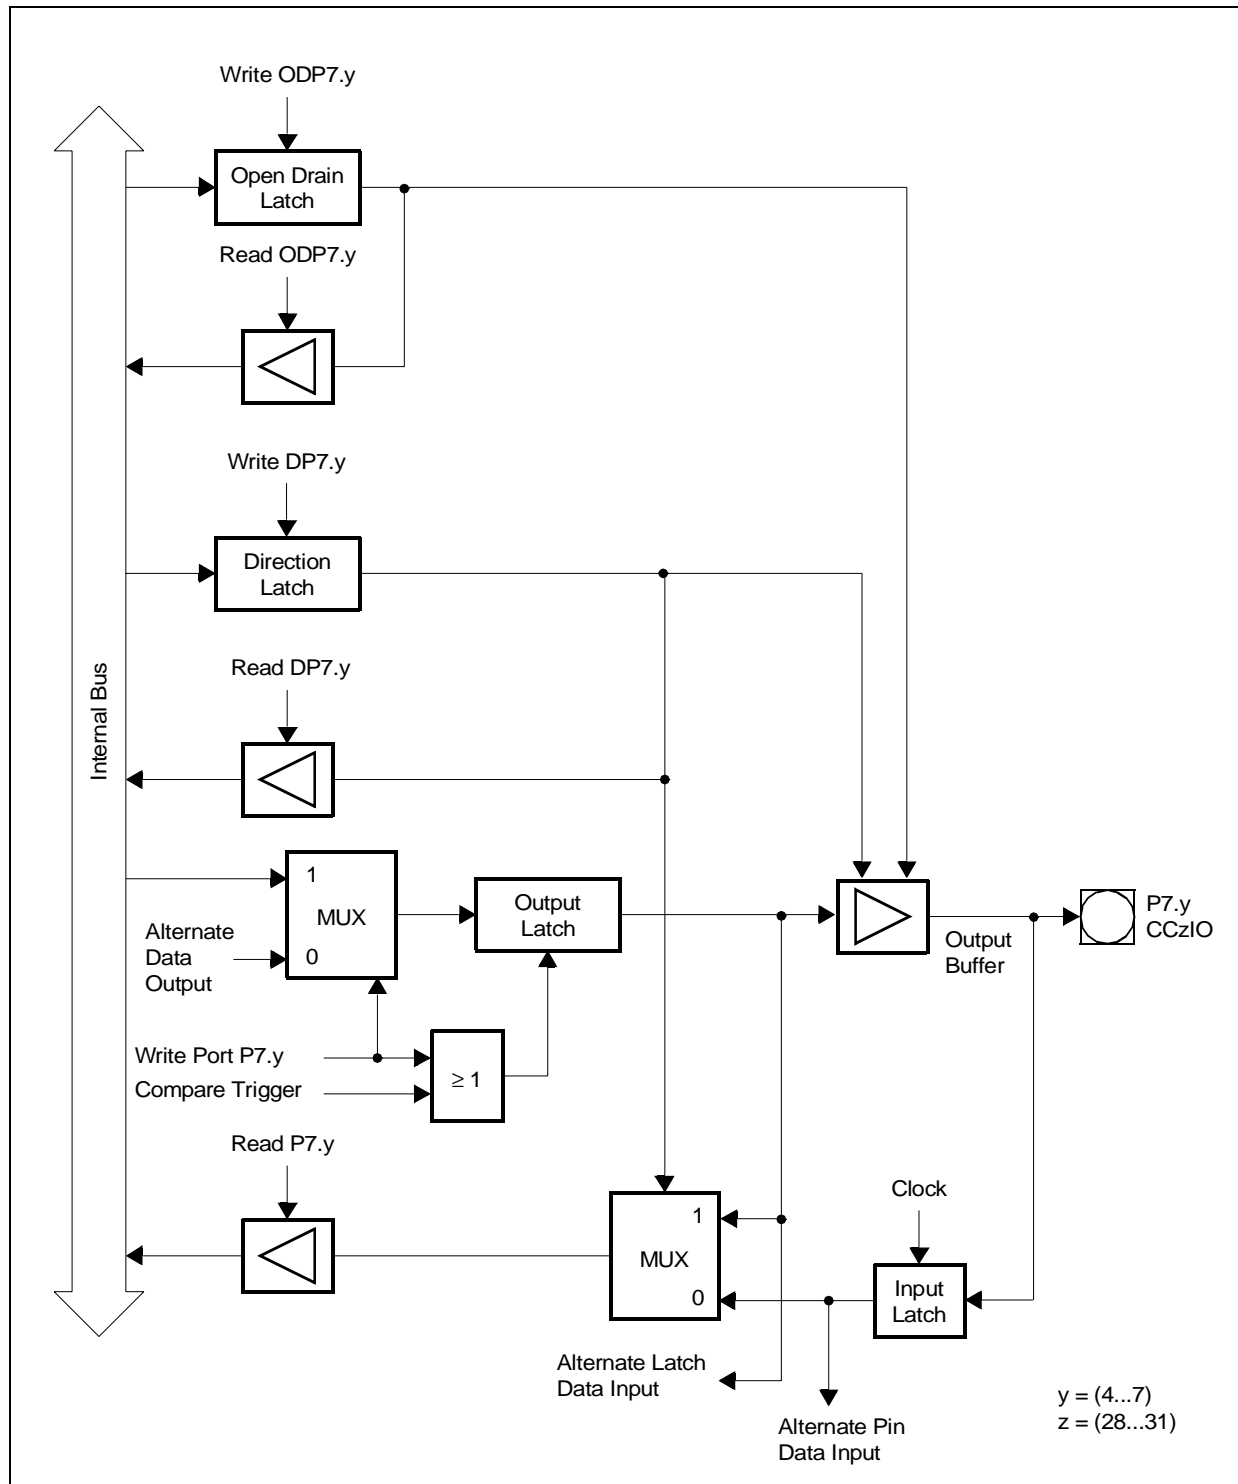 Write ODP7.y
Open Drain
Latch
Read ODP7.y
Write DP7.y
Direction
Latch
Internal Bus
Read DP7.y
1
MUX
0
Alternate
Data
Output
Output
Latch
Output
Buffer
P7.y
CCzIO
Write Port P7.y
Compare Trigger
≥ 1
Read P7.y
Clock
1
MUX
0
Input
Latch
Alternate Latch
Data Input
Alternate Pin
Data Input
y = (4...7)
z = (28...31)